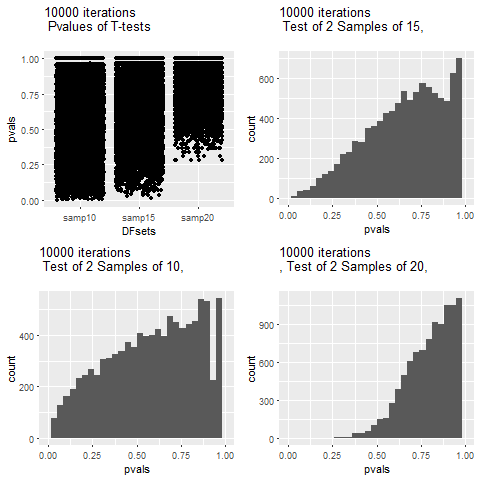 10000 iterations
Pvalues of T-tests
1.00
0.75
0.50
0.25
0.00
samp10 samp15 samp20
DFsets
pvals
10000 iterations
Test of 2 Samples of 15,
600
400
200
0
0.00 0.25 0.50 0.75 1.00
pvals
count
10000 iterations
Test of 2 Samples of 10,
400
200
0
0.00 0.25 0.50 0.75 1.00
pvals
count
10000 iterations
, Test of 2 Samples of 20,
900
600
300
0
0.00 0.25 0.50 0.75 1.00
pvals
count